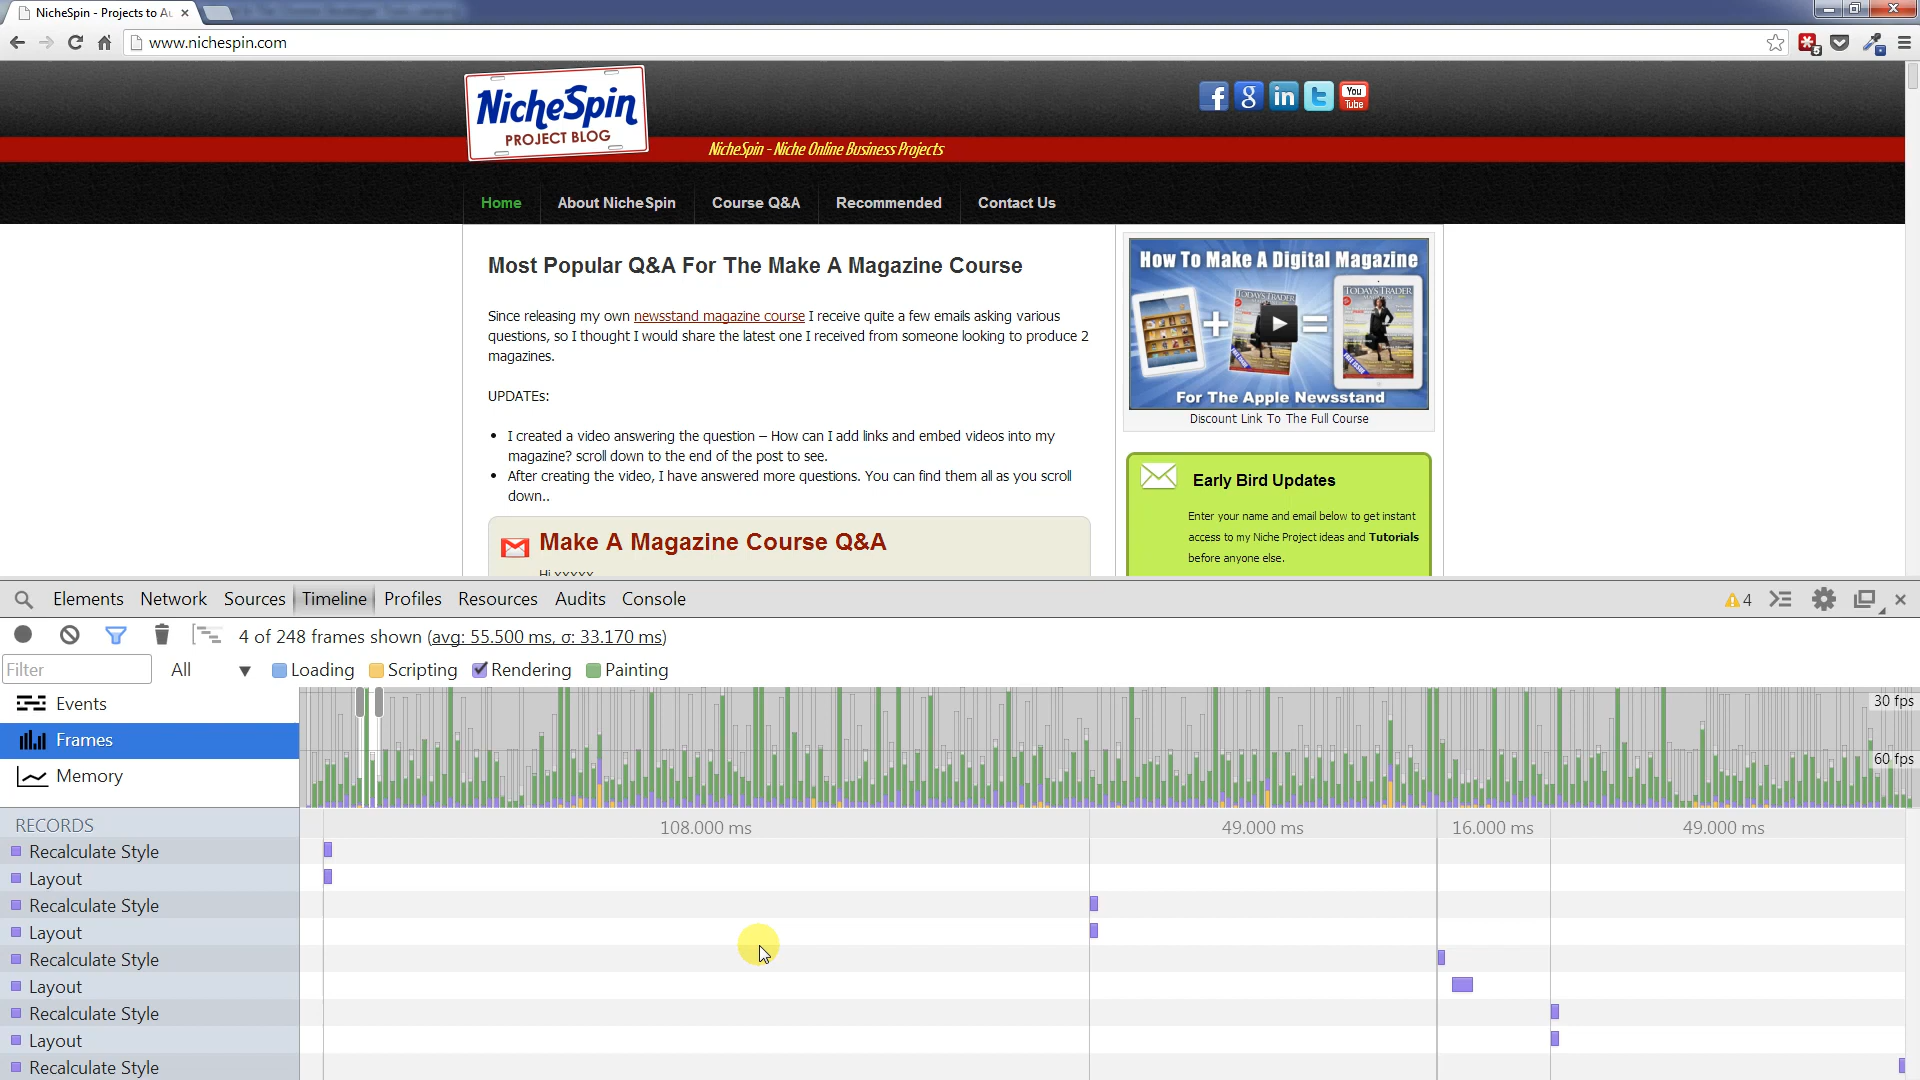 NicheSpin - Projects to Au
www.nichespin.com
NicheSpin
PROJECT BLOG
You
Tube
NicheSpin - Niche Online Business Projects
Home About NicheSpin Course Q&A Recommended Contact Us
Most Popular Q&A For The Make A Magazine Course
Since releasing my own newsstand magazine course I receive quite a few emails asking various
questions, so I thought I would share the latest one I received from someone looking to produce 2
magazines.
UPDATEs:
I created a video answering the question – How can I add links and embed videos into my
magazine? scroll down to the end of the post to see.
After creating the video, I have answered more questions. You can find them all as you scroll
down..
Make A Magazine Course Q&A
Hi xxxxx
How To Make A Digital Magazine
TODAYS TRADER
TODAYS TRADER
For The Apple Newsstand
Discount Link To The Full Course
Early Bird Updates
Enter your name and email below to get instant
access to my Niche Project ideas and Tutorials
before anyone else.
Elements Network Sources Timeline Profiles Resources Audits Console 4
4 of 248 frames shown (avg: 55.500 ms, σ: 33.170 ms)
Filter All Loading Scripting Rendering Painting
Events
Frames
Memory
30 fps
60 fps
RECORDS 108.000 ms 49.000 ms 16.000 ms 49.000 ms
Recalculate Style
Layout
Recalculate Style
Layout
Recalculate Style
Layout
Recalculate Style
Layout
Recalculate Style